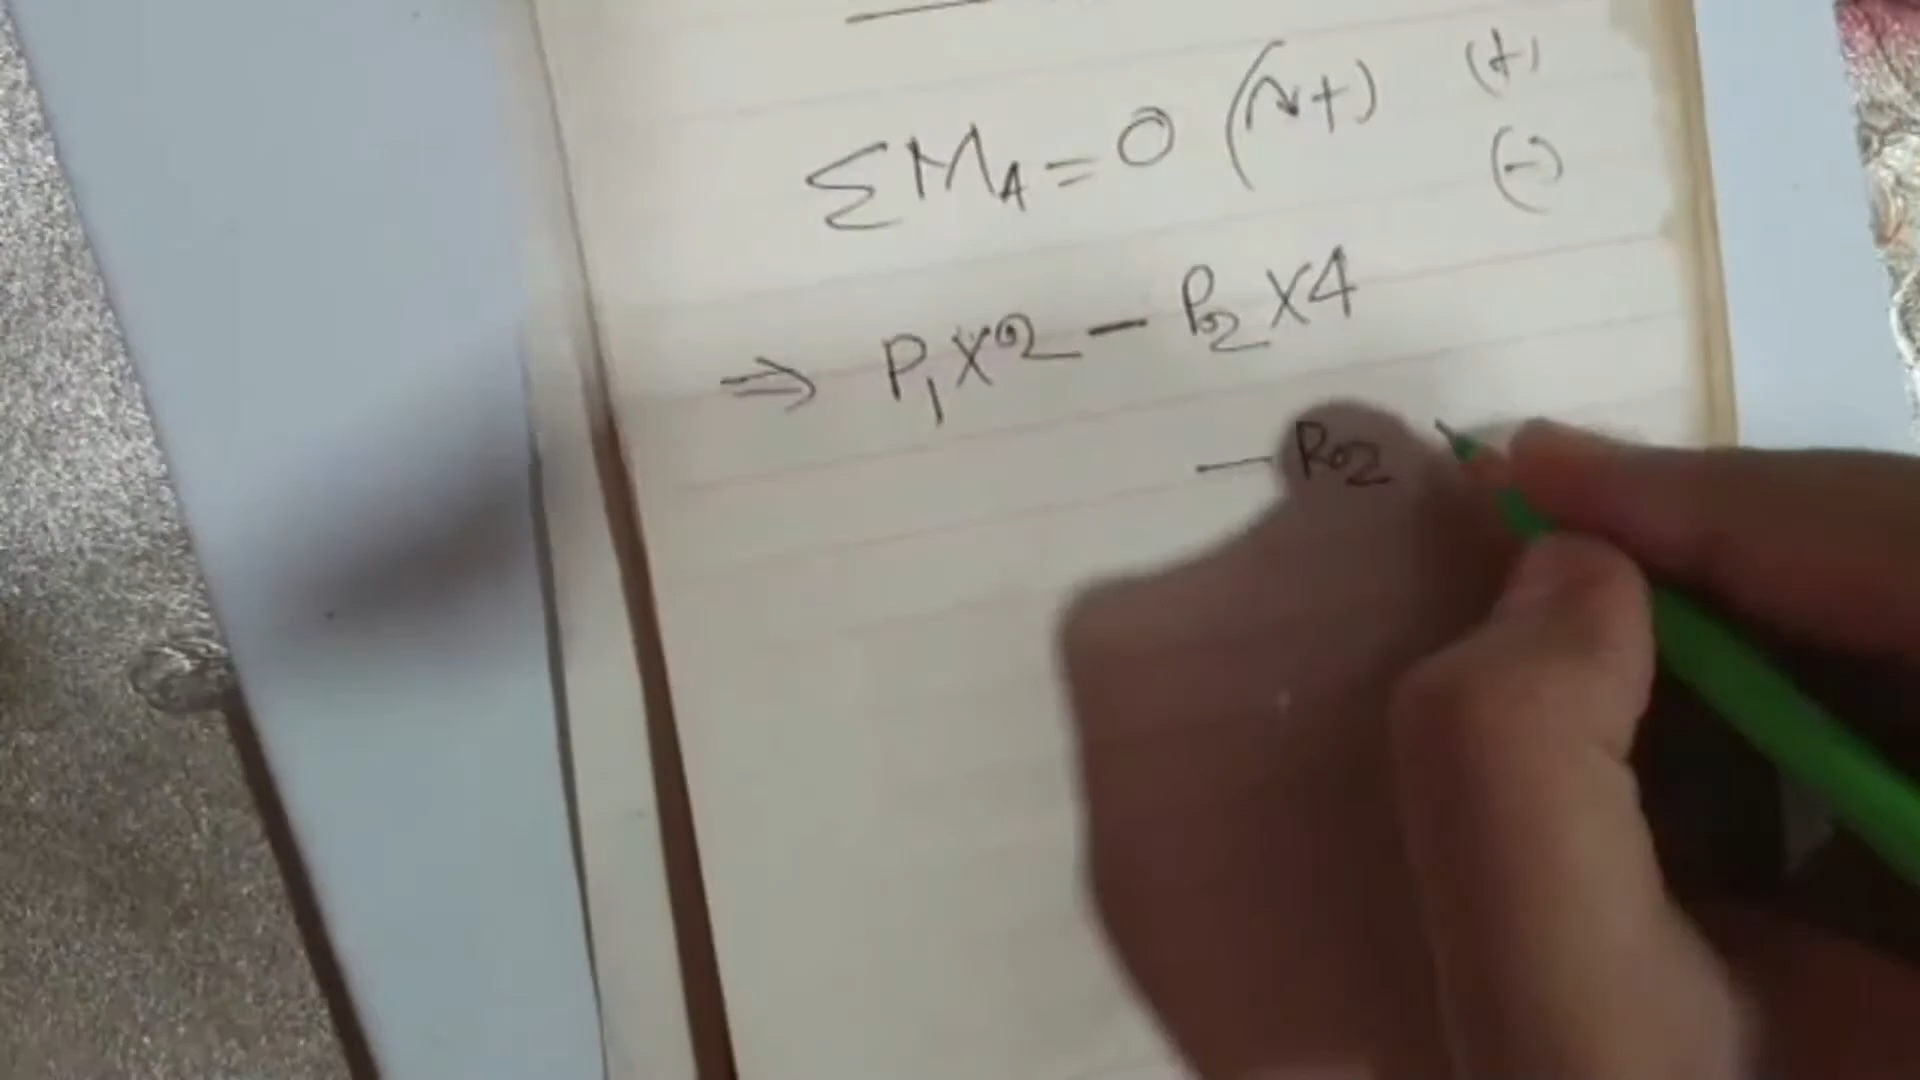 ΣM_A = 0 (↷+) (+)
(-)
⇒ P₁ × 2 − P₂ × 4
− R₂